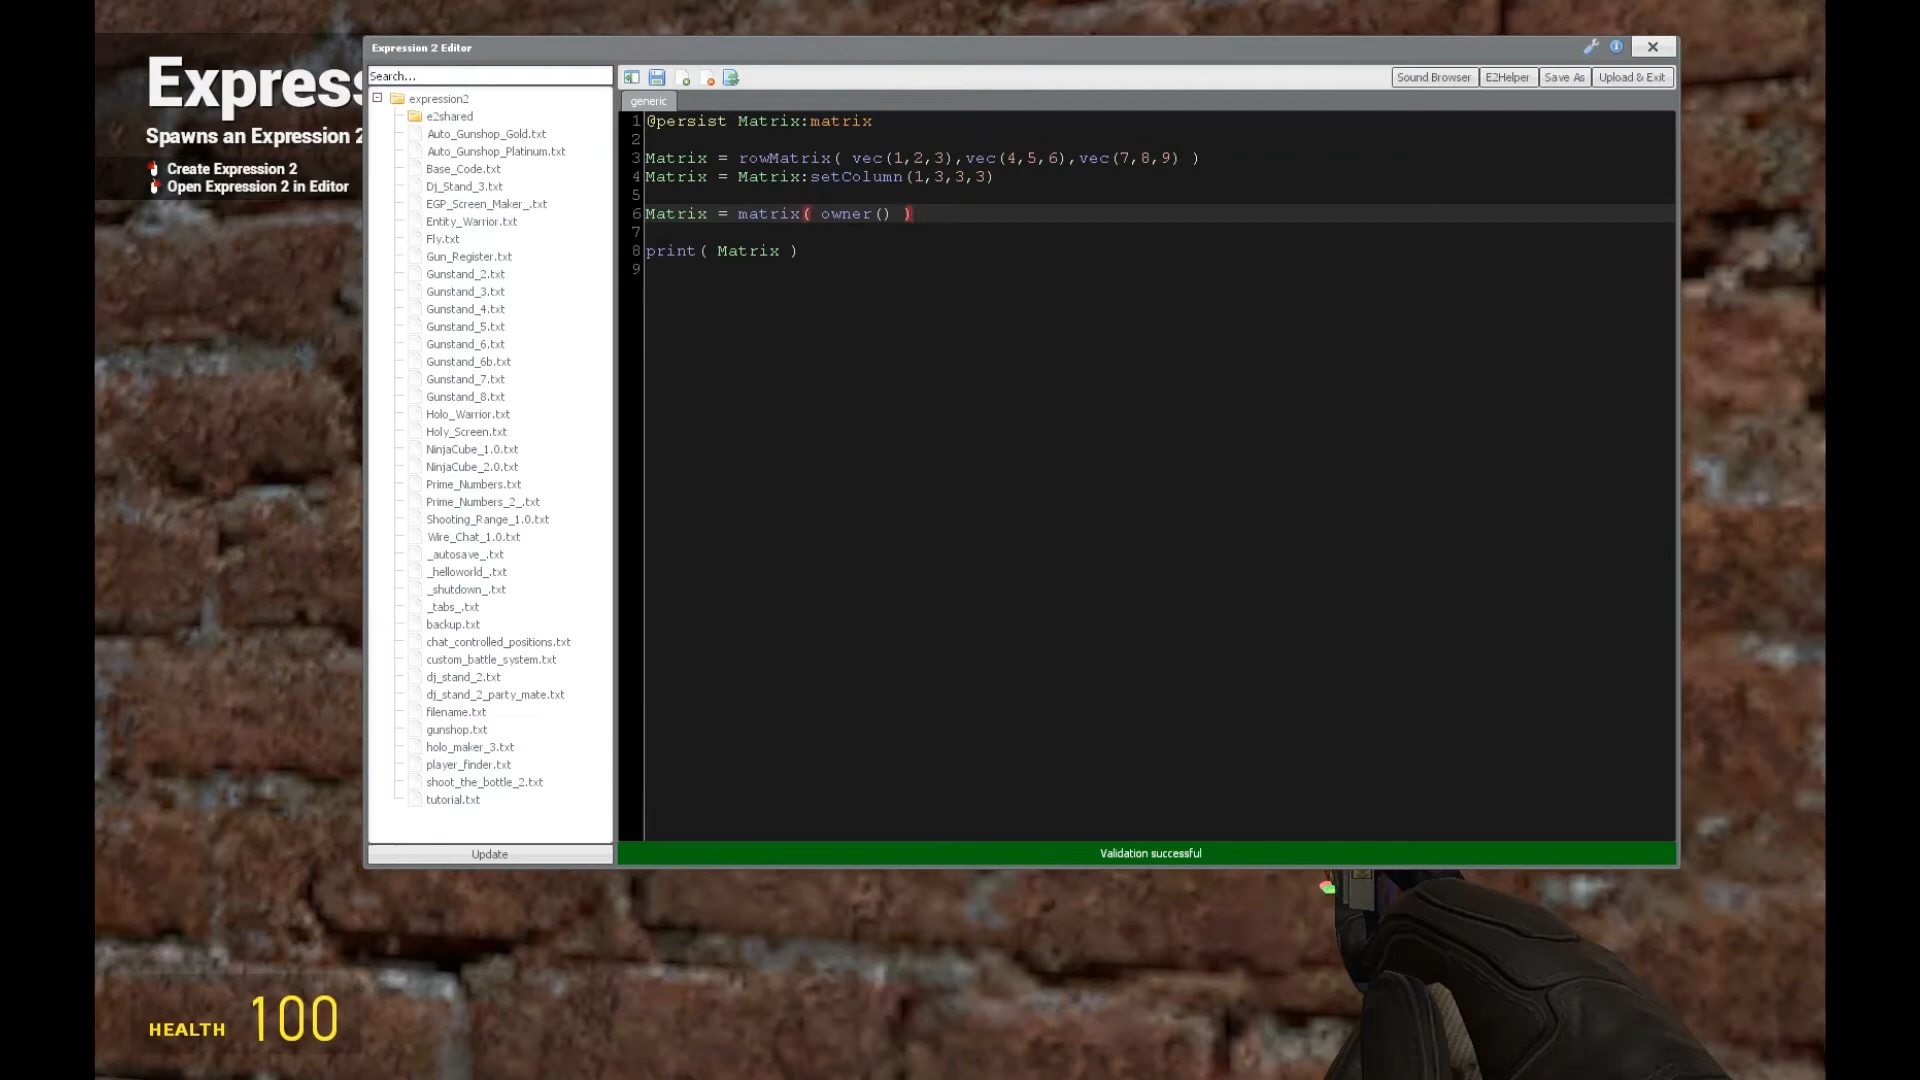 Express
Spawns an Expression 2
Create Expression 2
Open Expression 2 in Editor
Expression 2 Editor
Search...
expression2
e2shared
Auto_Gunshop_Gold.txt
Auto_Gunshop_Platinum.txt
Base_Code.txt
Dj_Stand_3.txt
EGP_Screen_Maker_.txt
Entity_Warrior.txt
Fly.txt
Gun_Register.txt
Gunstand_2.txt
Gunstand_3.txt
Gunstand_4.txt
Gunstand_5.txt
Gunstand_6.txt
Gunstand_6b.txt
Gunstand_7.txt
Gunstand_8.txt
Holo_Warrior.txt
Holy_Screen.txt
NinjaCube_1.0.txt
NinjaCube_2.0.txt
Prime_Numbers.txt
Prime_Numbers_2_.txt
Shooting_Range_1.0.txt
Wire_Chat_1.0.txt
_autosave_.txt
_helloworld_.txt
_shutdown_.txt
_tabs_.txt
backup.txt
chat_controlled_positions.txt
custom_battle_system.txt
dj_stand_2.txt
dj_stand_2_party_mate.txt
filename.txt
gunshop.txt
holo_maker_3.txt
player_finder.txt
shoot_the_bottle_2.txt
tutorial.txt
Update
Sound Browser E2Helper Save As Upload & Exit
generic
1 @persist Matrix:matrix
2
3 Matrix = rowMatrix( vec(1,2,3),vec(4,5,6),vec(7,8,9) )
4 Matrix = Matrix:setColumn(1,3,3,3)
5
6 Matrix = matrix( owner() )
7
8 print( Matrix )
9
Validation successful
HEALTH 100